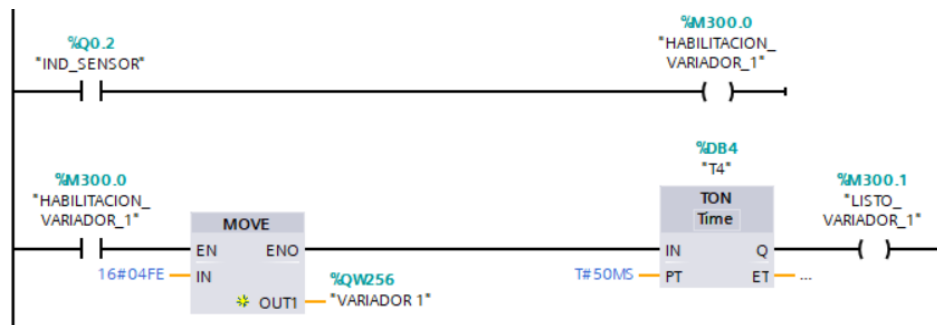 %Q0.2
"IND_SENSOR"
%M300.0
"HABILITACION_
VARIADOR_1"
%M300.0
"HABILITACION_
VARIADOR_1"
MOVE
EN ENO
16#04FE IN
OUT1
%QW256
"VARIADOR 1"
%DB4
"T4"
TON
Time
IN Q
T#50MS PT ET ...
%M300.1
"LISTO_
VARIADOR_1"